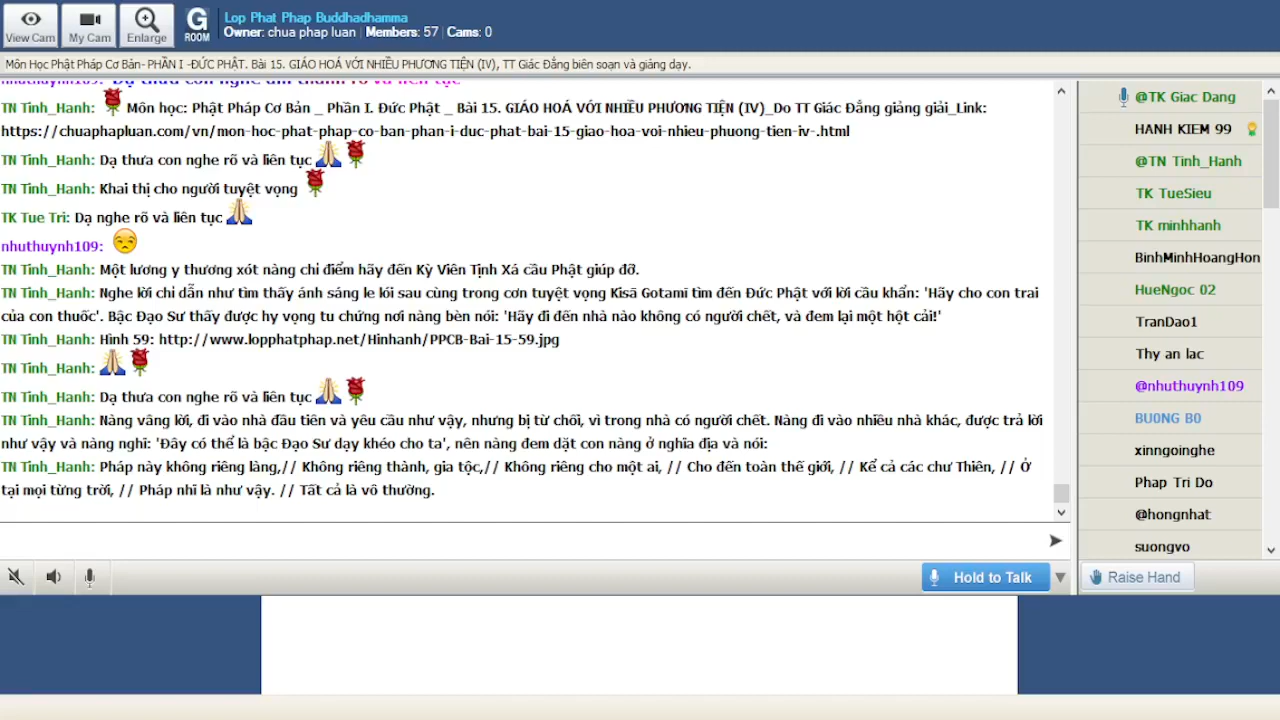 View Cam
My Cam
Enlarge
G
ROOM
Lop Phat Phap Buddhadhamma
Owner: chua phap luan Members: 57 Cams: 0
Môn Học Phật Pháp Cơ Bản- PHẦN I -ĐỨC PHẬT. Bài 15. GIÁO HOÁ VỚI NHIỀU PHƯƠNG TIỆN (IV), TT Giác Đẳng biên soạn và giảng dạy.
TN Tinh_Hanh: Môn học: Phật Pháp Cơ Bản _ Phần I. Đức Phật _ Bài 15. GIÁO HOÁ VỚI NHIỀU PHƯƠNG TIỆN (IV)_Do TT Giác Đẳng giảng giải_Link:
https://chuaphapluan.com/vn/mon-hoc-phat-phap-co-ban-phan-i-duc-phat-bai-15-giao-hoa-voi-nhieu-phuong-tien-iv-.html
TN Tinh_Hanh: Dạ thưa con nghe rõ và liên tục
TN Tinh_Hanh: Khai thị cho người tuyệt vọng
TK Tue Tri: Dạ nghe rõ và liên tục
nhuthuynh109:
TN Tinh_Hanh: Một lương y thương xót nàng chỉ điểm hãy đến Kỳ Viên Tịnh Xá cầu Phật giúp đỡ.
TN Tinh_Hanh: Nghe lời chỉ dẫn như tìm thấy ánh sáng le lói sau cùng trong cơn tuyệt vọng Kisā Gotami tìm đến Đức Phật với lời cầu khẩn: 'Hãy cho con trai
của con thuốc'. Bậc Đạo Sư thấy được hy vọng tu chứng nơi nàng bèn nói: 'Hãy đi đến nhà nào không có người chết, và đem lại một hột cải!'
TN Tinh_Hanh: Hình 59: http://www.lopphatphap.net/Hinhanh/PPCB-Bai-15-59.jpg
TN Tinh_Hanh:
TN Tinh_Hanh: Dạ thưa con nghe rõ và liên tục
TN Tinh_Hanh: Nàng vâng lời, đi vào nhà đầu tiên và yêu cầu như vậy, nhưng bị từ chối, vì trong nhà có người chết. Nàng đi vào nhiều nhà khác, được trả lời
như vậy và nàng nghĩ: 'Đây có thể là bậc Đạo Sư dạy khéo cho ta', nên nàng đem dặt con nàng ở nghĩa địa và nói:
TN Tinh_Hanh: Pháp này không riêng làng,// Không riêng thành, gia tộc,// Không riêng cho một ai, // Cho đến toàn thế giới, // Kể cả các chư Thiên, // Ở
tại mọi từng trời, // Pháp nhĩ là như vậy. // Tất cả là vô thường.
@TK Giac Dang
HANH KIEM 99
@TN Tinh_Hanh
TK TueSieu
TK minhhanh
BinhMinhHoangHon
HueNgoc 02
TranDao1
Thy an lac
@nhuthuynh109
BU0NG B0
xinngoinghe
Phap Tri Do
@hongnhat
suongvo
Hold to Talk
Raise Hand